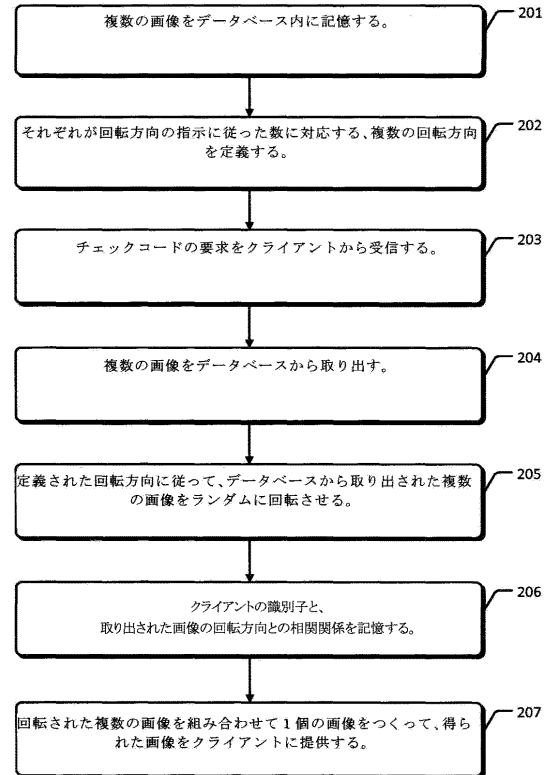 複数の画像をデータベース内に記憶する。
201
それぞれが回転方向の指示に従った数に対応する、複数の回転方向
を定義する。
202
チェックコードの要求をクライアントから受信する。
203
複数の画像をデータベースから取り出す。
204
定義された回転方向に従って、データベースから取り出された複数
の画像をランダムに回転させる。
205
クライアントの識別子と、
取り出された画像の回転方向との相関関係を記憶する。
206
回転された複数の画像を組み合わせて1個の画像をつくって、得ら
れた画像をクライアントに提供する。
207